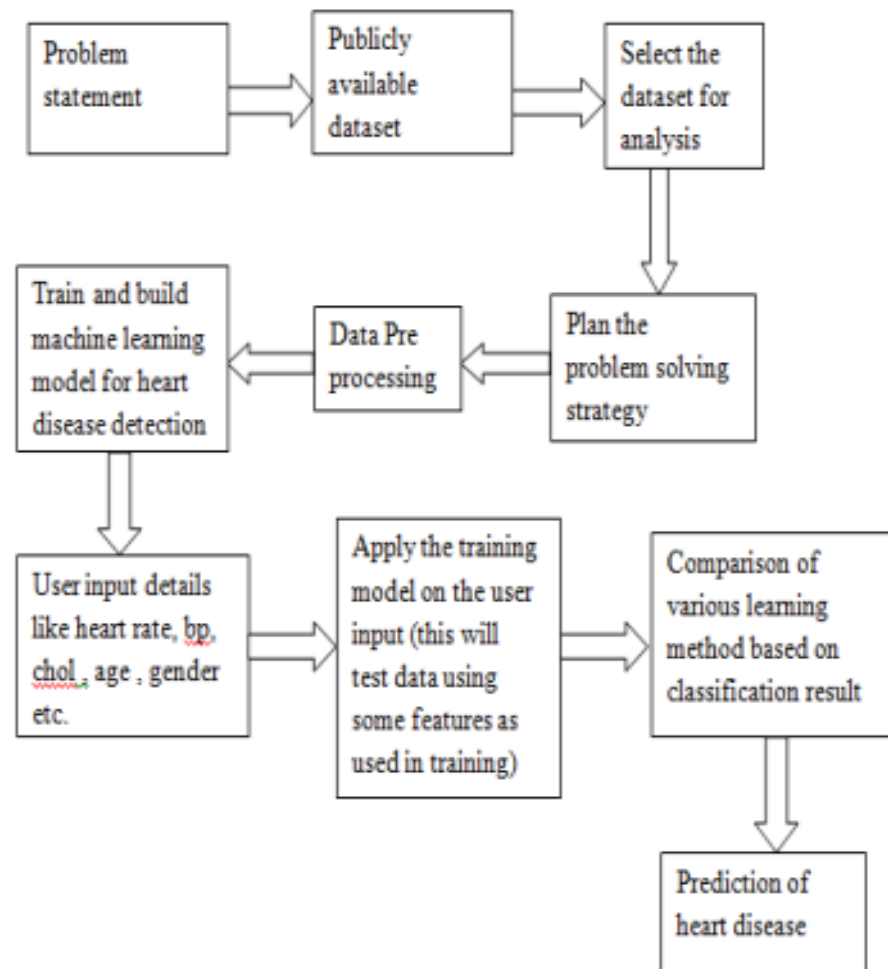 Problem
statement
Publicly
available
dataset
Select the
dataset for
analysis
Plan the
problem solving
strategy
Data Pre
processing
Train and build
machine learning
model for heart
disease detection
User input details
like heart rate, bp,
chol , age , gender
etc.
Apply the training
model on the user
input (this will
test data using
some features as
used in training)
Comparison of
various learning
method based on
classification result
Prediction of
heart disease